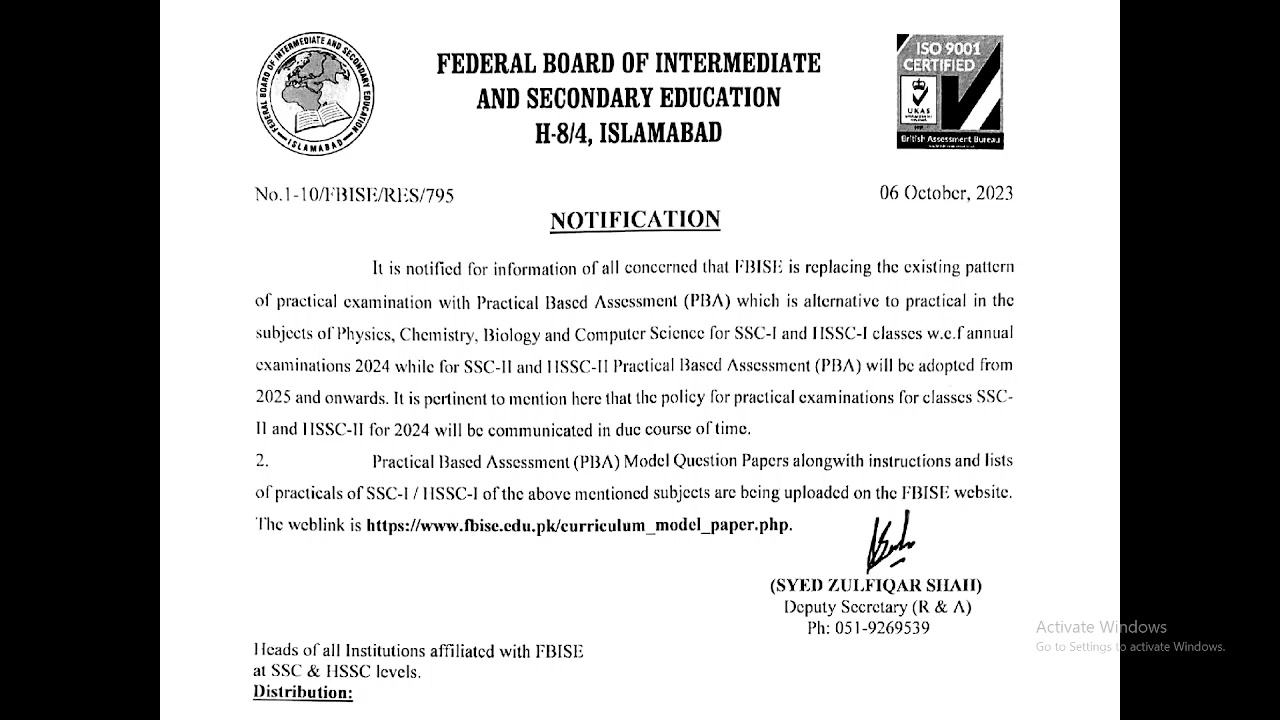 FEDERAL BOARD OF INTERMEDIATE AND SECONDARY EDUCATION
ISLAMABAD
FEDERAL BOARD OF INTERMEDIATE
AND SECONDARY EDUCATION
H-8/4, ISLAMABAD
ISO 9001
CERTIFIED
UKAS
British Assessment Bureau
No.1-10/FBISE/RES/795
06 October, 2023
NOTIFICATION
It is notified for information of all concerned that FBISE is replacing the existing pattern
of practical examination with Practical Based Assessment (PBA) which is alternative to practical in the
subjects of Physics, Chemistry, Biology and Computer Science for SSC-I and HSSC-I classes w.e.f annual
examinations 2024 while for SSC-II and HSSC-II Practical Based Assessment (PBA) will be adopted from
2025 and onwards. It is pertinent to mention here that the policy for practical examinations for classes SSC-
II and HSSC-II for 2024 will be communicated in due course of time.
2. Practical Based Assessment (PBA) Model Question Papers alongwith instructions and lists
of practicals of SSC-I / HSSC-I of the above mentioned subjects are being uploaded on the FBISE website.
The weblink is https://www.fbise.edu.pk/curriculum_model_paper.php.
(SYED ZULFIQAR SHAH)
Deputy Secretary (R & A)
Ph: 051-9269539
Activate Windows
Go to Settings to activate Windows.
Heads of all Institutions affiliated with FBISE
at SSC & HSSC levels.
Distribution: